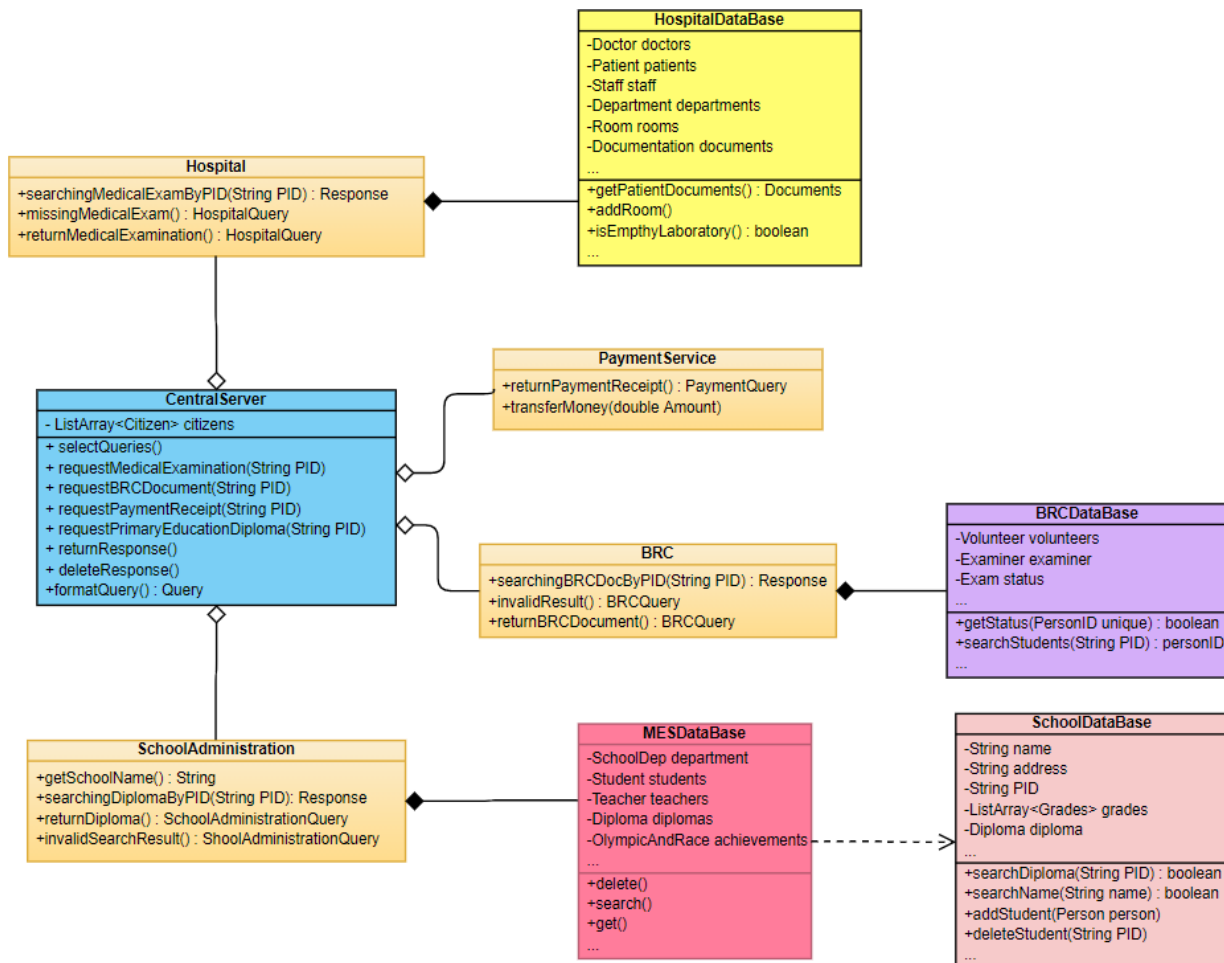 HospitalDataBase
-Doctor doctors
-Patient patients
-Staff staff
-Department departments
-Room rooms
-Documentation documents
...
+getPatientDocuments() : Documents
+addRoom()
+isEmpthyLaboratory() : boolean
...
Hospital
+searchingMedicalExamByPID(String PID) : Response
+missingMedicalExam() : HospitalQuery
+returnMedicalExamination() : HospitalQuery
PaymentService
+returnPaymentReceipt() : PaymentQuery
+transferMoney(double Amount)
CentralServer
- ListArray<Citizen> citizens
+ selectQueries()
+ requestMedicalExamination(String PID)
+ requestBRCDocument(String PID)
+ requestPaymentReceipt(String PID)
+ requestPrimaryEducationDiploma(String PID)
+ returnResponse()
+ deleteResponse()
+formatQuery() : Query
BRC
+searchingBRCDocByPID(String PID) : Response
+invalidResult() : BRCQuery
+returnBRCDocument() : BRCQuery
BRCDataBase
-Volunteer volunteers
-Examiner examiner
-Exam status
...
+getStatus(PersonID unique) : boolean
+searchStudents(String PID) : personID
...
SchoolAdministration
+getSchoolName() : String
+searchingDiplomaByPID(String PID): Response
+returnDiploma() : SchoolAdministrationQuery
+invalidSearchResult() : ShoolAdministrationQuery
MESDataBase
-SchoolDep department
-Student students
-Teacher teachers
-Diploma diplomas
-OlympicAndRace achievements
...
+delete()
+search()
+get()
...
SchoolDataBase
-String name
-String address
-String PID
-ListArray<Grades> grades
-Diploma diploma
...
+searchDiploma(String PID) : boolean
+searchName(String name) : boolean
+addStudent(Person person)
+deleteStudent(String PID)
...